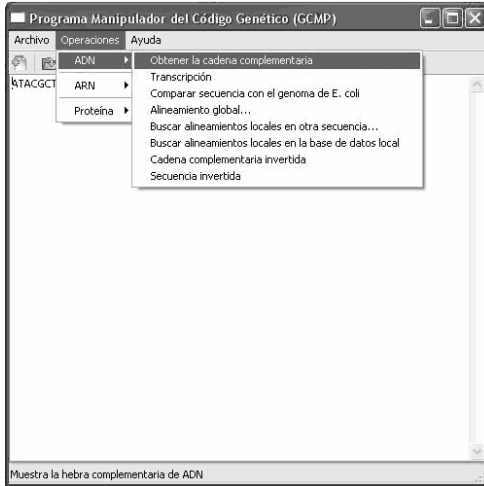 Programa Manipulador del Código Genético (GCMP)
Archivo Operaciones Ayuda
ADN
ARN
Proteína
Obtener la cadena complementaria
Transcripción
Comparar secuencia con el genoma de E. coli
Alineamiento global...
Buscar alineamientos locales en otra secuencia...
Buscar alineamientos locales en la base de datos local
Cadena complementaria invertida
Secuencia invertida
ATACGCT
Muestra la hebra complementaria de ADN